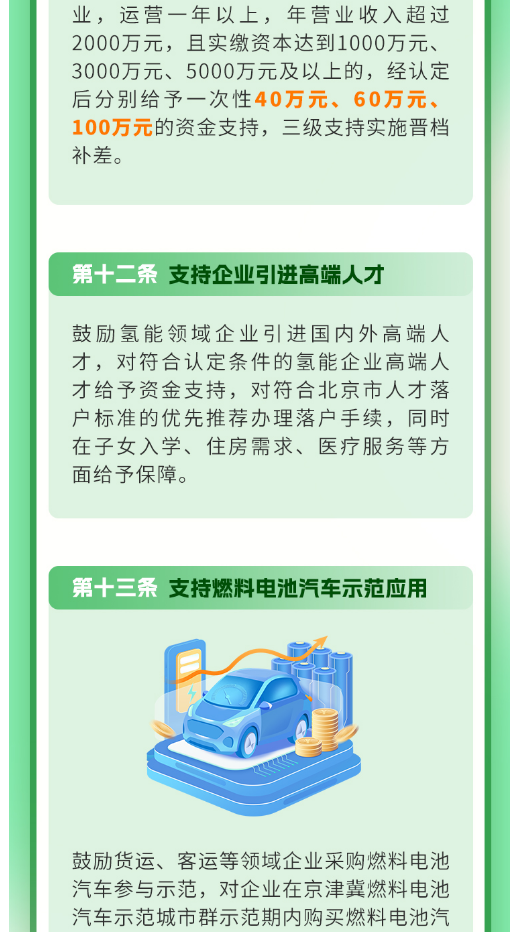 业，运营一年以上，年营业收入超过
2000万元，且实缴资本达到1000万元、
3000万元、5000万元及以上的，经认定
后分别给予一次性40万元、60万元、
100万元的资金支持，三级支持实施晋档
补差。
第十二条 支持企业引进高端人才
鼓励氢能领域企业引进国内外高端人
才，对符合认定条件的氢能企业高端人
才给予资金支持，对符合北京市人才落
户标准的优先推荐办理落户手续，同时
在子女入学、住房需求、医疗服务等方
面给予保障。
第十三条 支持燃料电池汽车示范应用
鼓励货运、客运等领域企业采购燃料电池
汽车参与示范，对企业在京津冀燃料电池
汽车示范城市群示范期内购买燃料电池汽